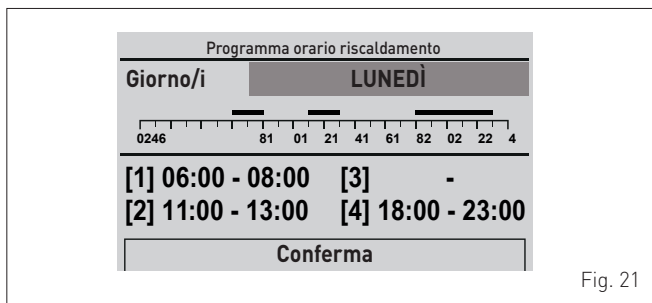 Programma orario riscaldamento
Giorno/i LUNEDÌ
0246 81 01 21 41 61 82 02 22 4
[1] 06:00 - 08:00 [3] -
[2] 11:00 - 13:00 [4] 18:00 - 23:00
Conferma
Fig. 21